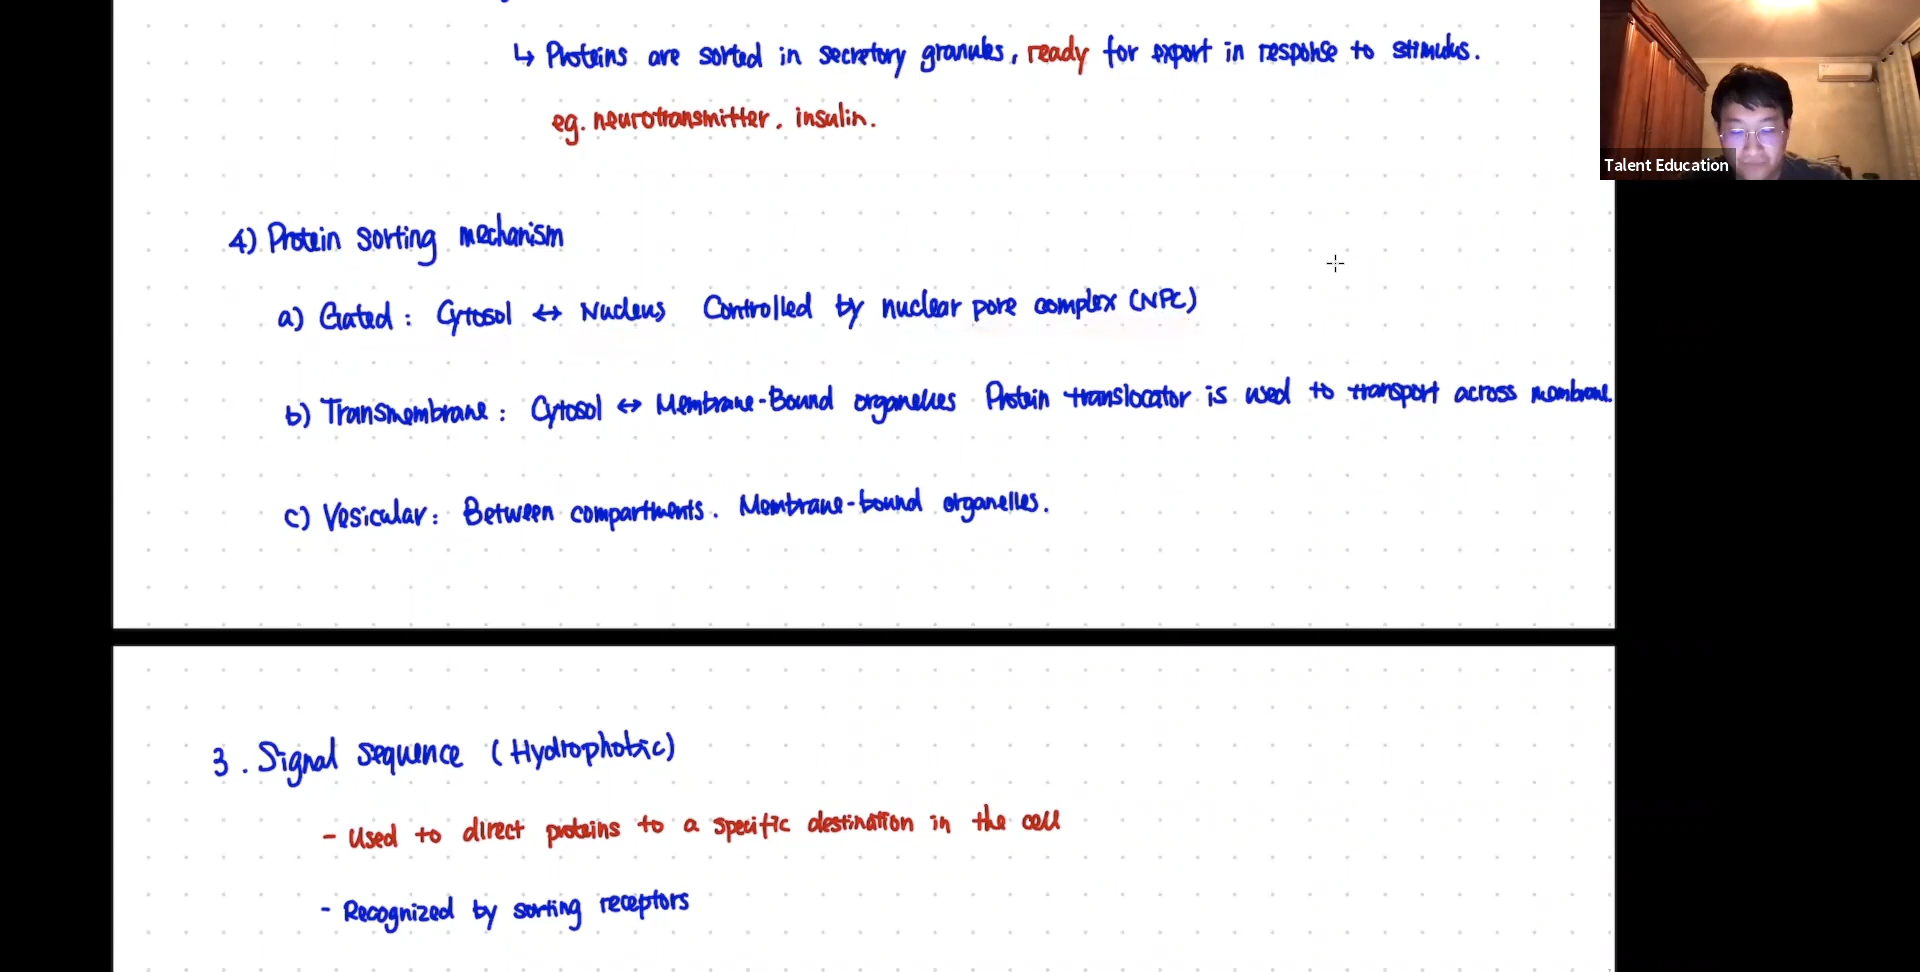 ↳ Proteins are sorted in secretory granules, ready for export in response to stimulus.
eg. neurotransmitter, insulin.
Talent Education
4) Protein sorting mechanism
a) Gated : Cytosol ↔ Nucleus Controlled by nuclear pore complex (NPC)
b) Transmembrane : Cytosol ↔ Membrane-Bound organelles Protein translocator is used to transport across membrane.
c) Vesicular : Between compartments. Membrane-bound organelles.
3. Signal sequence (Hydrophobic)
- Used to direct proteins to a specific destination in the cell
- Recognized by sorting receptors